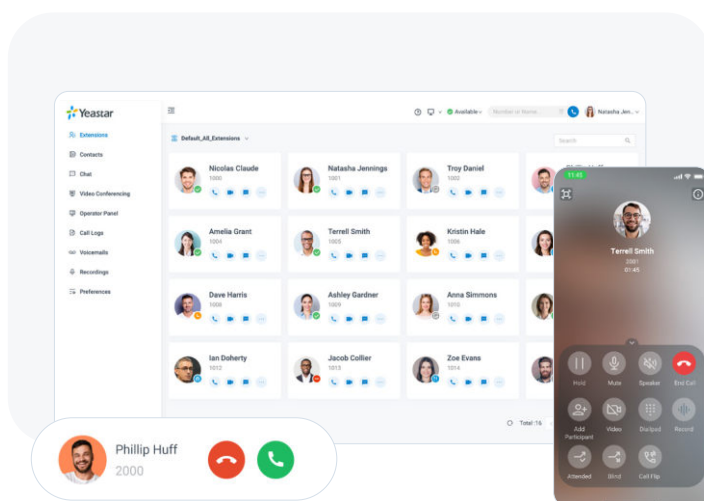 Yeastar
Available
Number or Name...
Natasha Jen..
Extensions
Contacts
Chat
Video Conferencing
Operator Panel
Call Logs
Voicemails
Recordings
Preferences
Default_All_Extensions
Search
Nicolas Claude
1000
Natasha Jennings
1001
Troy Daniel
1002
Amelia Grant
1004
Terrell Smith
1005
Kristin Hale
1006
Dave Harris
1008
Ashley Gardner
1009
Anna Simmons
1010
Ian Doherty
1012
Jacob Collier
1013
Zoe Evans
1014
Total :16
11:45
Terrell Smith
2001
01:45
Hold
Mute
Speaker
End Call
Add
Participant
Video
Dialpad
Record
Attended
Blind
Call Flip
Phillip Huff
2000